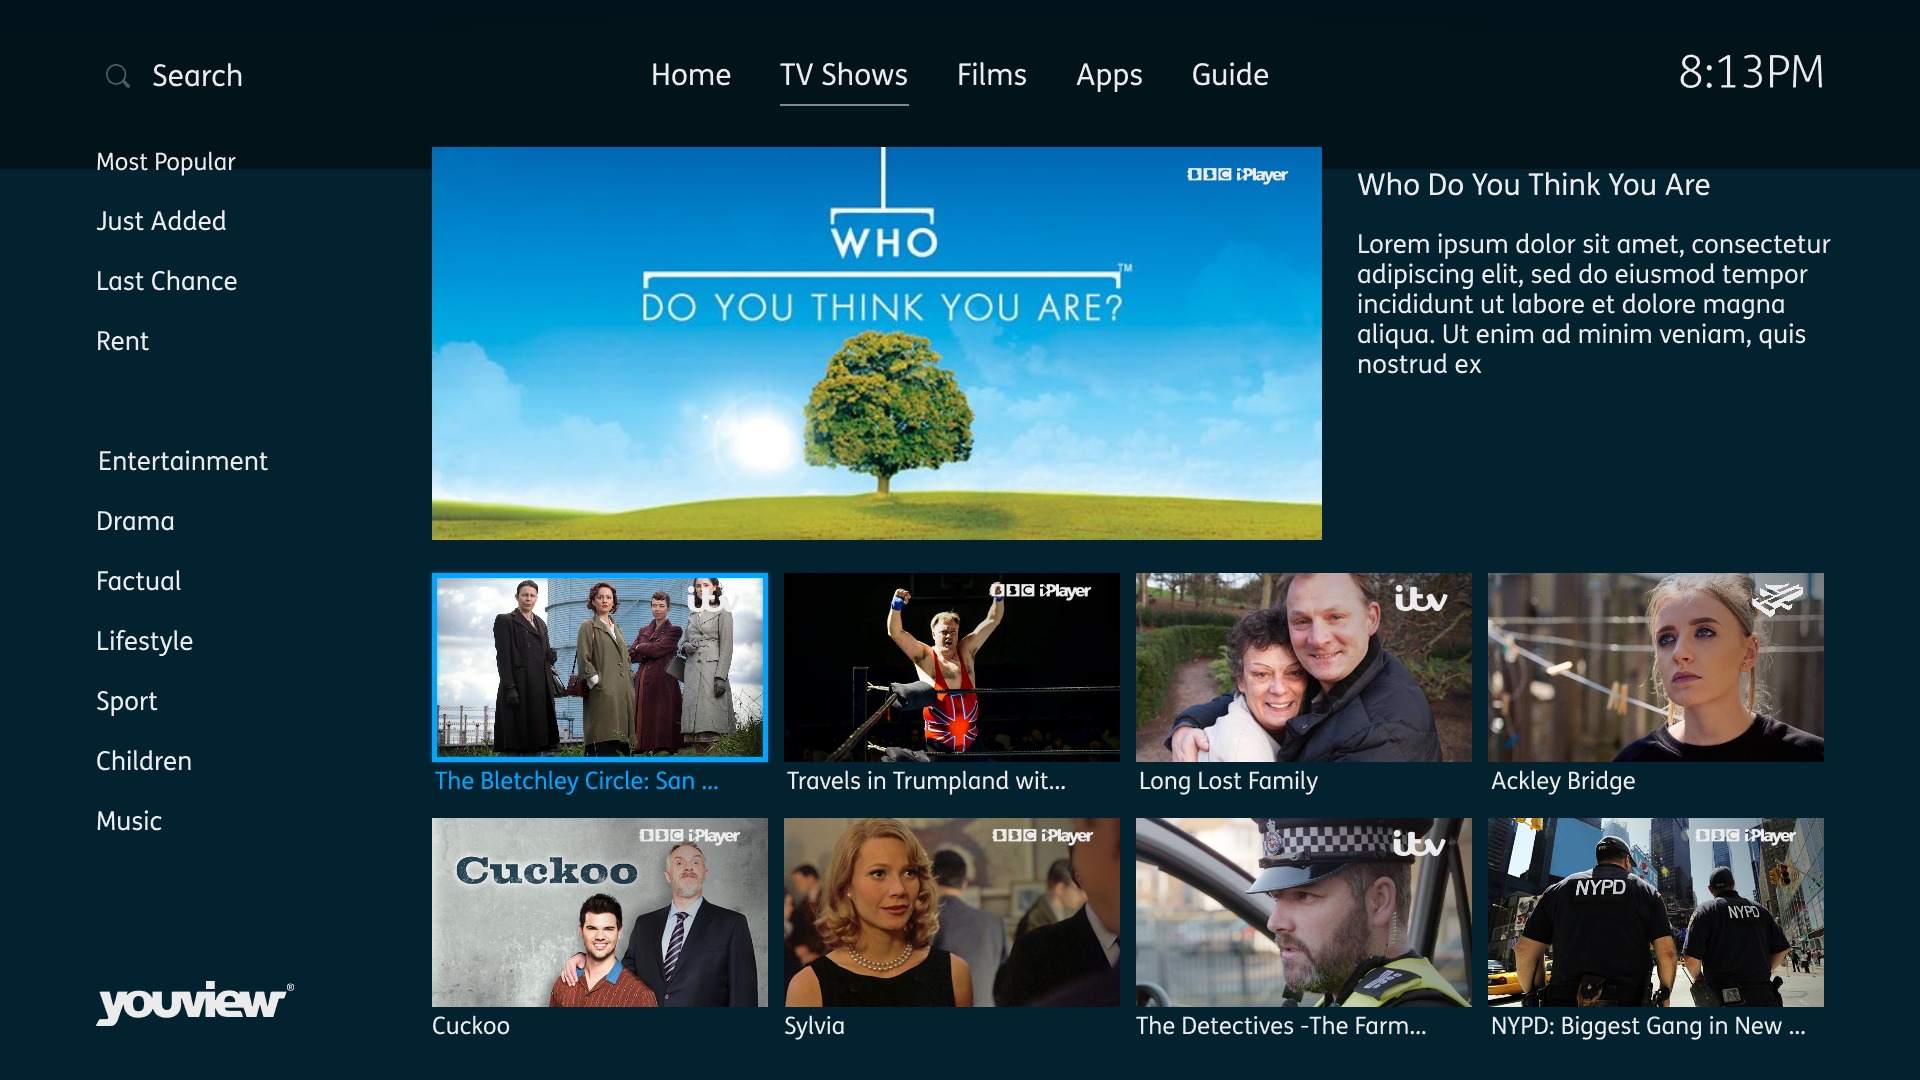 Search
Home
TV Shows
Films
Apps
Guide
8:13PM
Most Popular
Just Added
Last Chance
Rent
Entertainment
Drama
Factual
Lifestyle
Sport
Children
Music
BBC iPlayer
WHO
DO YOU THINK YOU ARE?™
Who Do You Think You Are
Lorem ipsum dolor sit amet, consectetur
adipiscing elit, sed do eiusmod tempor
incididunt ut labore et dolore magna
aliqua. Ut enim ad minim veniam, quis
nostrud ex
itv
The Bletchley Circle: San ...
BBC iPlayer
Travels in Trumpland wit...
itv
Long Lost Family
Ackley Bridge
BBC iPlayer
Cuckoo
Cuckoo
BBC iPlayer
Sylvia
itv
The Detectives -The Farm...
BBC iPlayer
NYPD
NYPD
NYPD: Biggest Gang in New ...
youview®